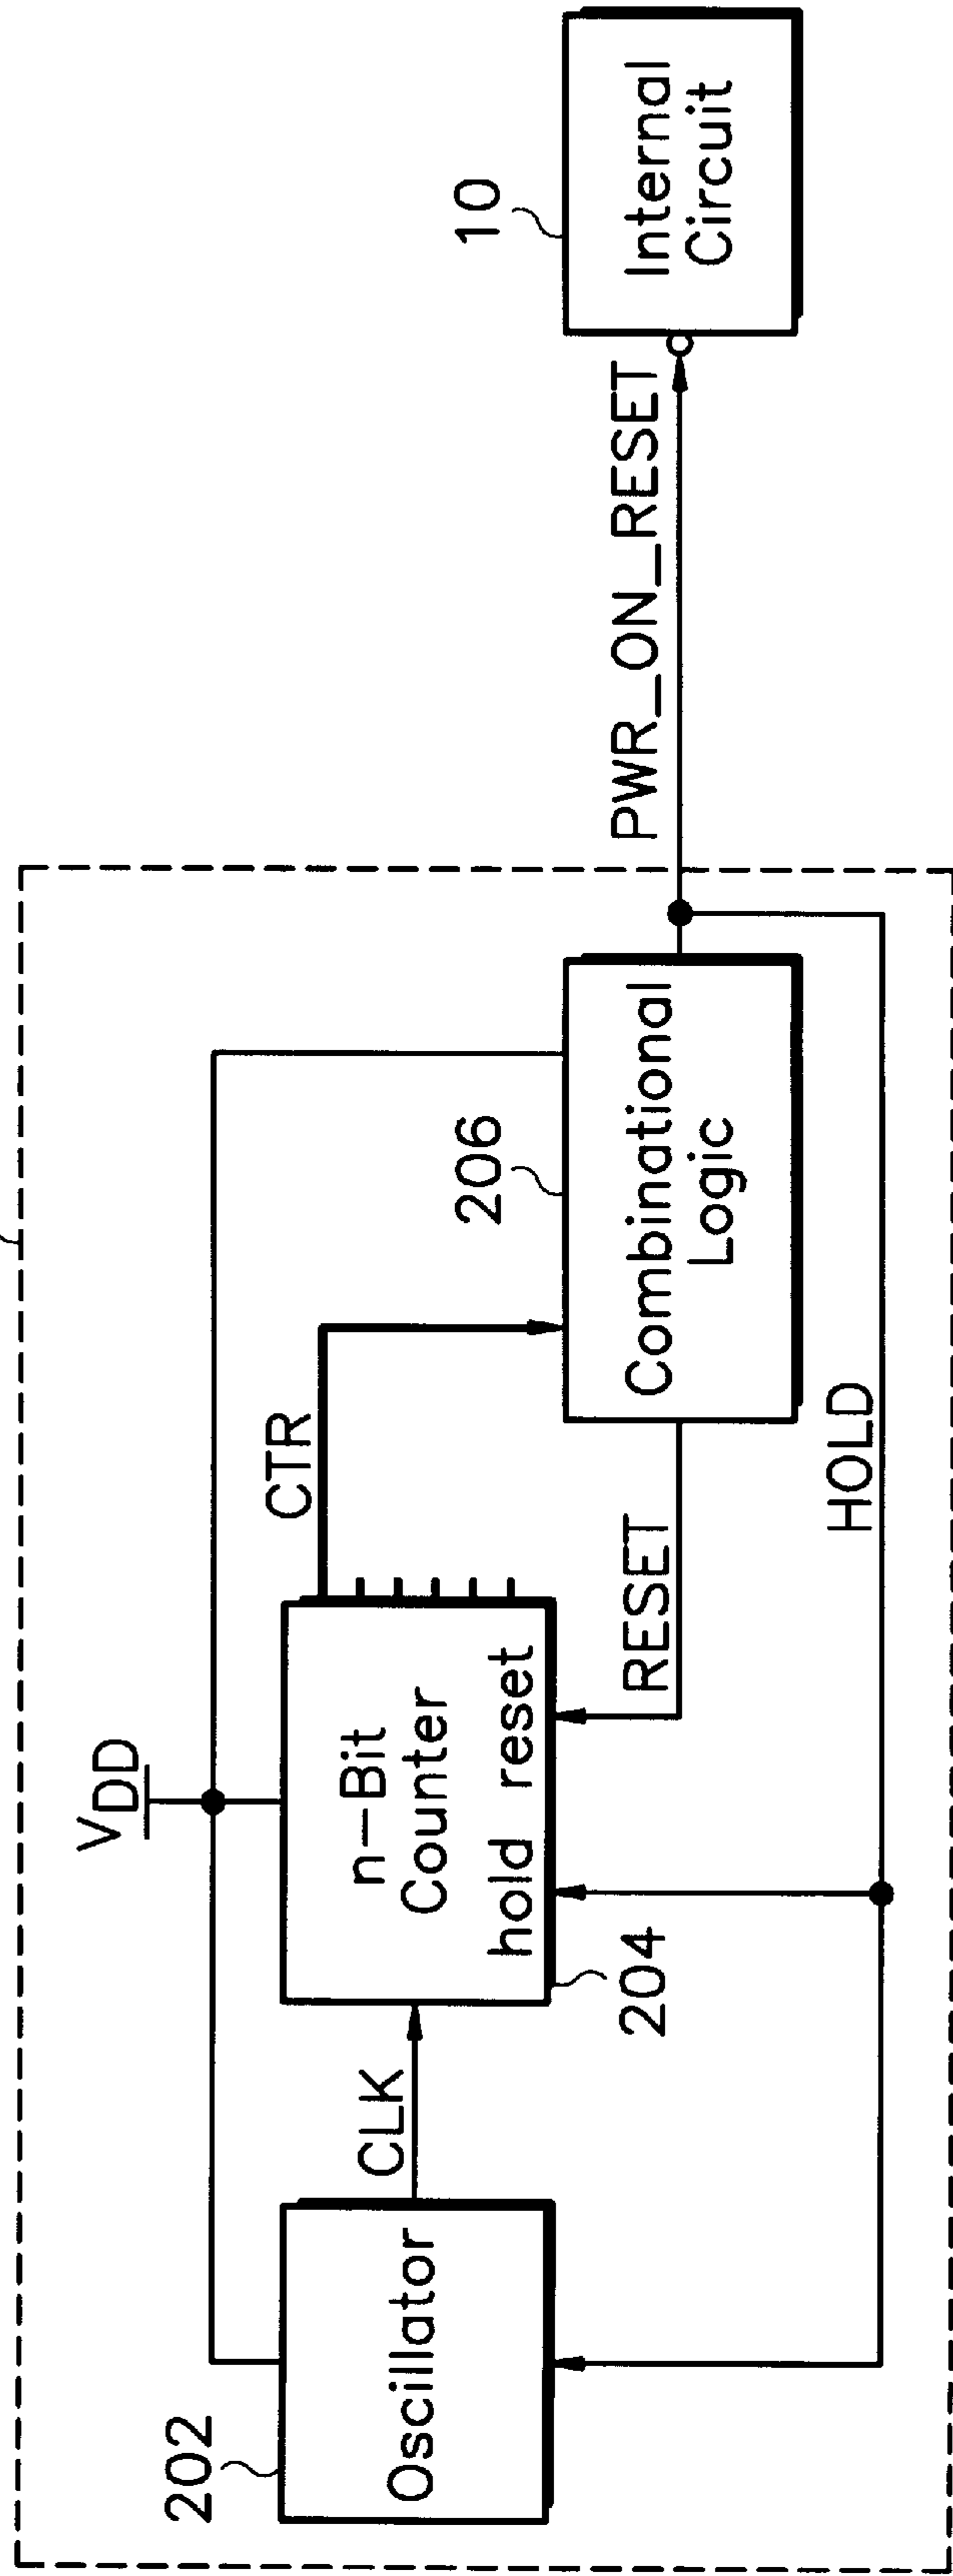 VDD
202
Oscillator
CLK
n-Bit
Counter
hold reset
204
CTR
RESET
206
Combinational
Logic
HOLD
PWR_ON_RESET
10
Internal
Circuit